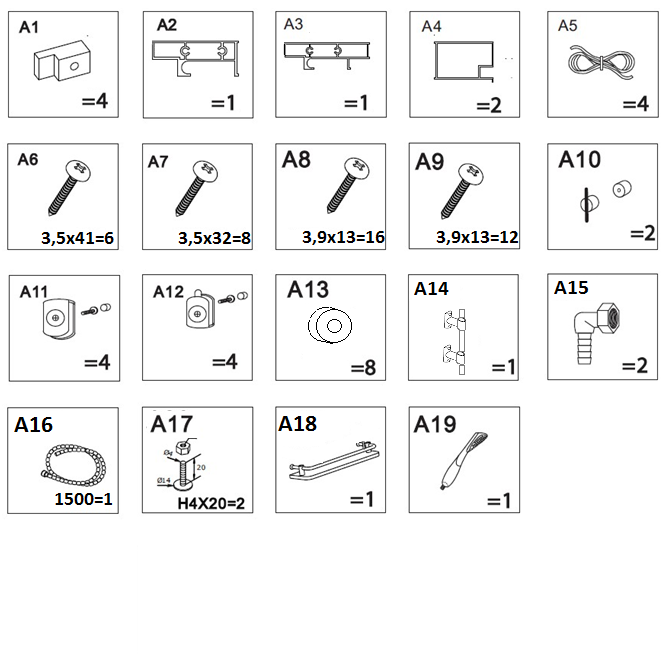 A1
=4
A2
=1
A3
=1
A4
=2
A5
=4
A6
3,5x41=6
A7
3,5x32=8
A8
3,9x13=16
A9
3,9x13=12
A10
=2
A11
=4
A12
=4
A13
=8
A14
=1
A15
=2
A16
1500=1
A17
Ø4
20
Ø14
H4X20=2
A18
=1
A19
=1